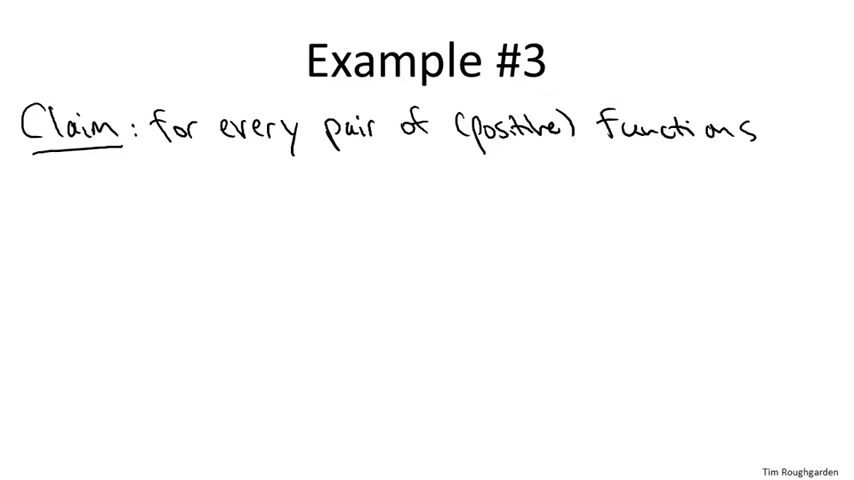 Example #3
Claim: for every pair of (positive) functions
Tim Roughgarden